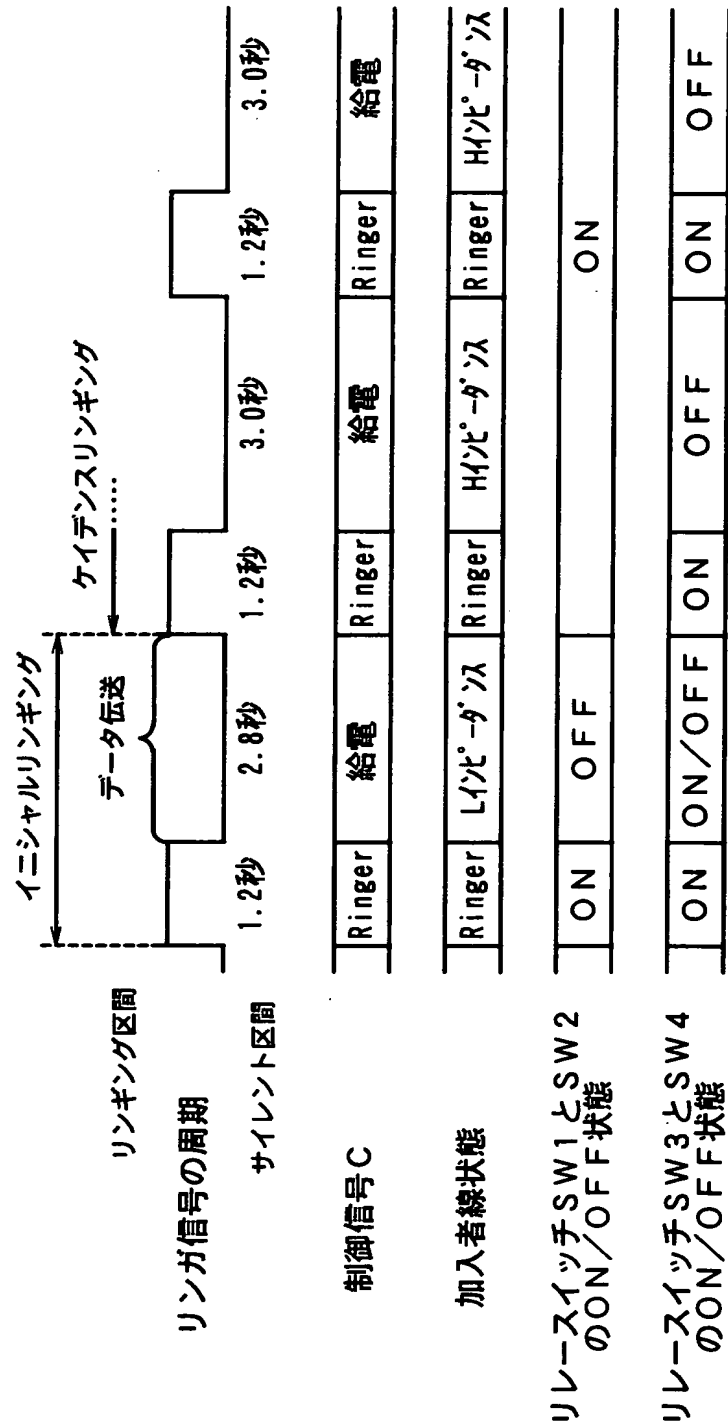 イニシャルリンギング
ケイデンスリンギング
データ伝送
リンギング区間
リンガ信号の周期
サイレント区間
1.2秒 2.8秒 1.2秒 3.0秒 1.2秒 3.0秒
制御信号C
Ringer 給電 Ringer 給電 Ringer 給電
加入者線状態
Ringer Lインピーダンス Ringer Hインピーダンス Ringer Hインピーダンス
リレースイッチSW1とSW2
のON/OFF状態
ON OFF ON
リレースイッチSW3とSW4
のON/OFF状態
ON ON/OFF ON OFF ON OFF